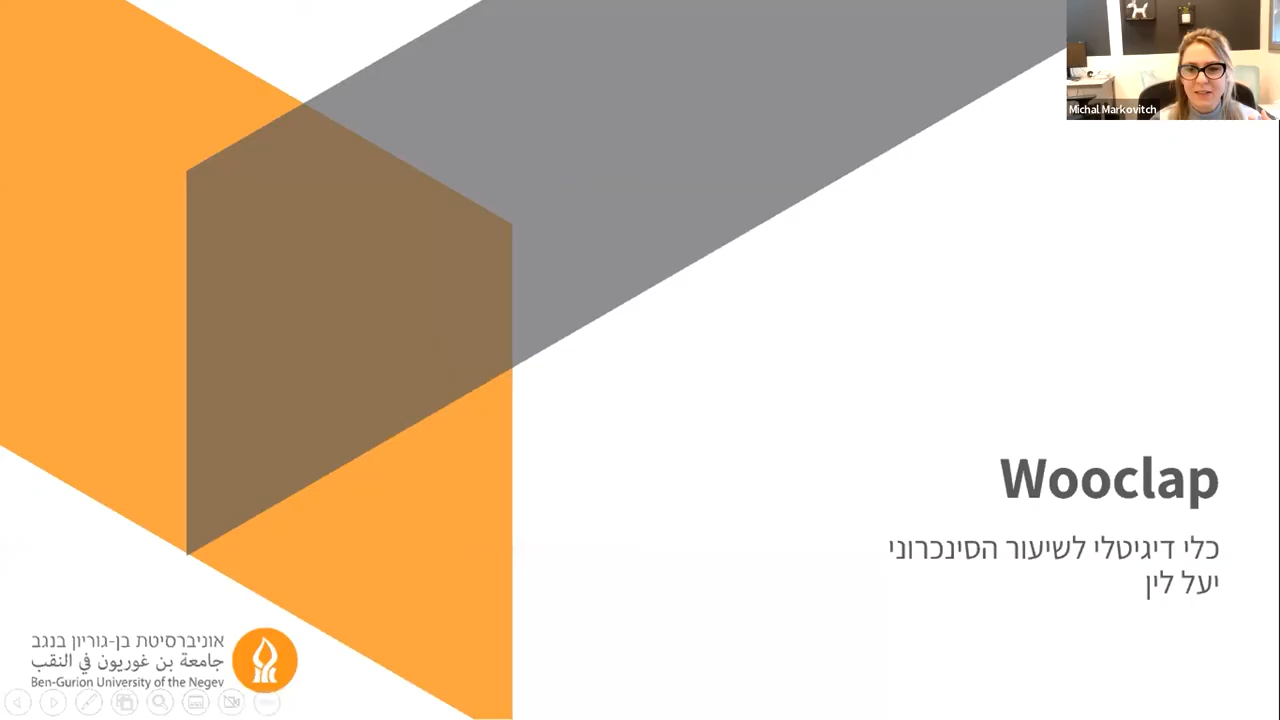 Michal Markovitch
Wooclap
כלי דיגיטלי לשיעור הסינכרוני
יעל לין
אוניברסיטת בן-גוריון בנגב
جامعة بن غوريون في النقب
Ben-Gurion University of the Negev